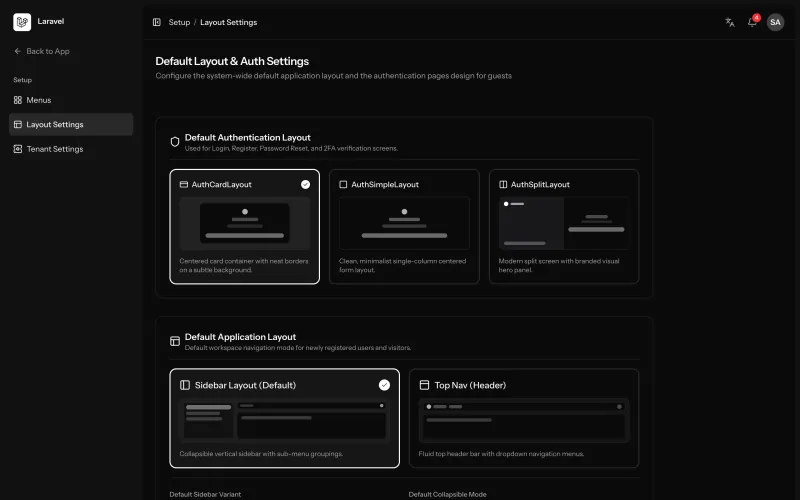 Laravel
Setup / Layout Settings
4
SA
Back to App
Setup
Menus
Layout Settings
Tenant Settings
Default Layout & Auth Settings
Configure the system-wide default application layout and the authentication pages design for guests
Default Authentication Layout
Used for Login, Register, Password Reset, and 2FA verification screens.
AuthCardLayout
Centered card container with neat borders
on a subtle background.
AuthSimpleLayout
Clean, minimalist single-column centered
form layout.
AuthSplitLayout
Modern split screen with branded visual
hero panel.
Default Application Layout
Default workspace navigation mode for newly registered users and visitors.
Sidebar Layout (Default)
Collapsible vertical sidebar with sub-menu groupings.
Top Nav (Header)
Fluid top header bar with dropdown navigation menus.
Default Sidebar Variant
Default Collapsible Mode